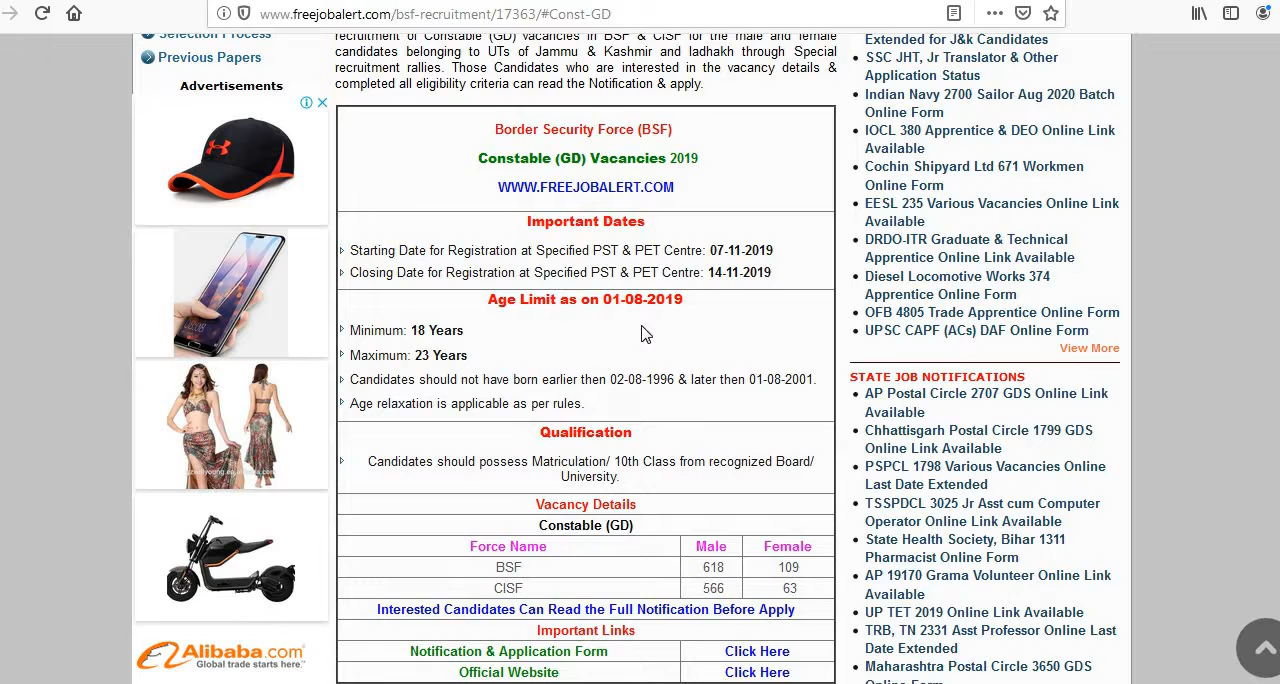 www.freejobalert.com/bsf-recruitment/17363/#Const-GD
Selection Process
Previous Papers
Advertisements
Alibaba.com
Global trade starts here.™
recruitment of Constable (GD) vacancies in BSF & CISF for the male and female
candidates belonging to UTs of Jammu & Kashmir and ladhakh through Special
recruitment rallies. Those Candidates who are interested in the vacancy details &
completed all eligibility criteria can read the Notification & apply.
Border Security Force (BSF)
Constable (GD) Vacancies 2019
WWW.FREEJOBALERT.COM
Important Dates
Starting Date for Registration at Specified PST & PET Centre: 07-11-2019
Closing Date for Registration at Specified PST & PET Centre: 14-11-2019
Age Limit as on 01-08-2019
Minimum: 18 Years
Maximum: 23 Years
Candidates should not have born earlier then 02-08-1996 & later then 01-08-2001.
Age relaxation is applicable as per rules.
Qualification
Candidates should possess Matriculation/ 10th Class from recognized Board/
University.
Vacancy Details
Constable (GD)
Force Name Male Female
BSF 618 109
CISF 566 63
Interested Candidates Can Read the Full Notification Before Apply
Important Links
Notification & Application Form Click Here
Official Website Click Here
Extended for J&k Candidates
SSC JHT, Jr Translator & Other
Application Status
Indian Navy 2700 Sailor Aug 2020 Batch
Online Form
IOCL 380 Apprentice & DEO Online Link
Available
Cochin Shipyard Ltd 671 Workmen
Online Form
EESL 235 Various Vacancies Online Link
Available
DRDO-ITR Graduate & Technical
Apprentice Online Link Available
Diesel Locomotive Works 374
Apprentice Online Form
OFB 4805 Trade Apprentice Online Form
UPSC CAPF (ACs) DAF Online Form
View More
STATE JOB NOTIFICATIONS
AP Postal Circle 2707 GDS Online Link
Available
Chhattisgarh Postal Circle 1799 GDS
Online Link Available
PSPCL 1798 Various Vacancies Online
Last Date Extended
TSSPDCL 3025 Jr Asst cum Computer
Operator Online Link Available
State Health Society, Bihar 1311
Pharmacist Online Form
AP 19170 Grama Volunteer Online Link
Available
UP TET 2019 Online Link Available
TRB, TN 2331 Asst Professor Online Last
Date Extended
Maharashtra Postal Circle 3650 GDS
Online Form